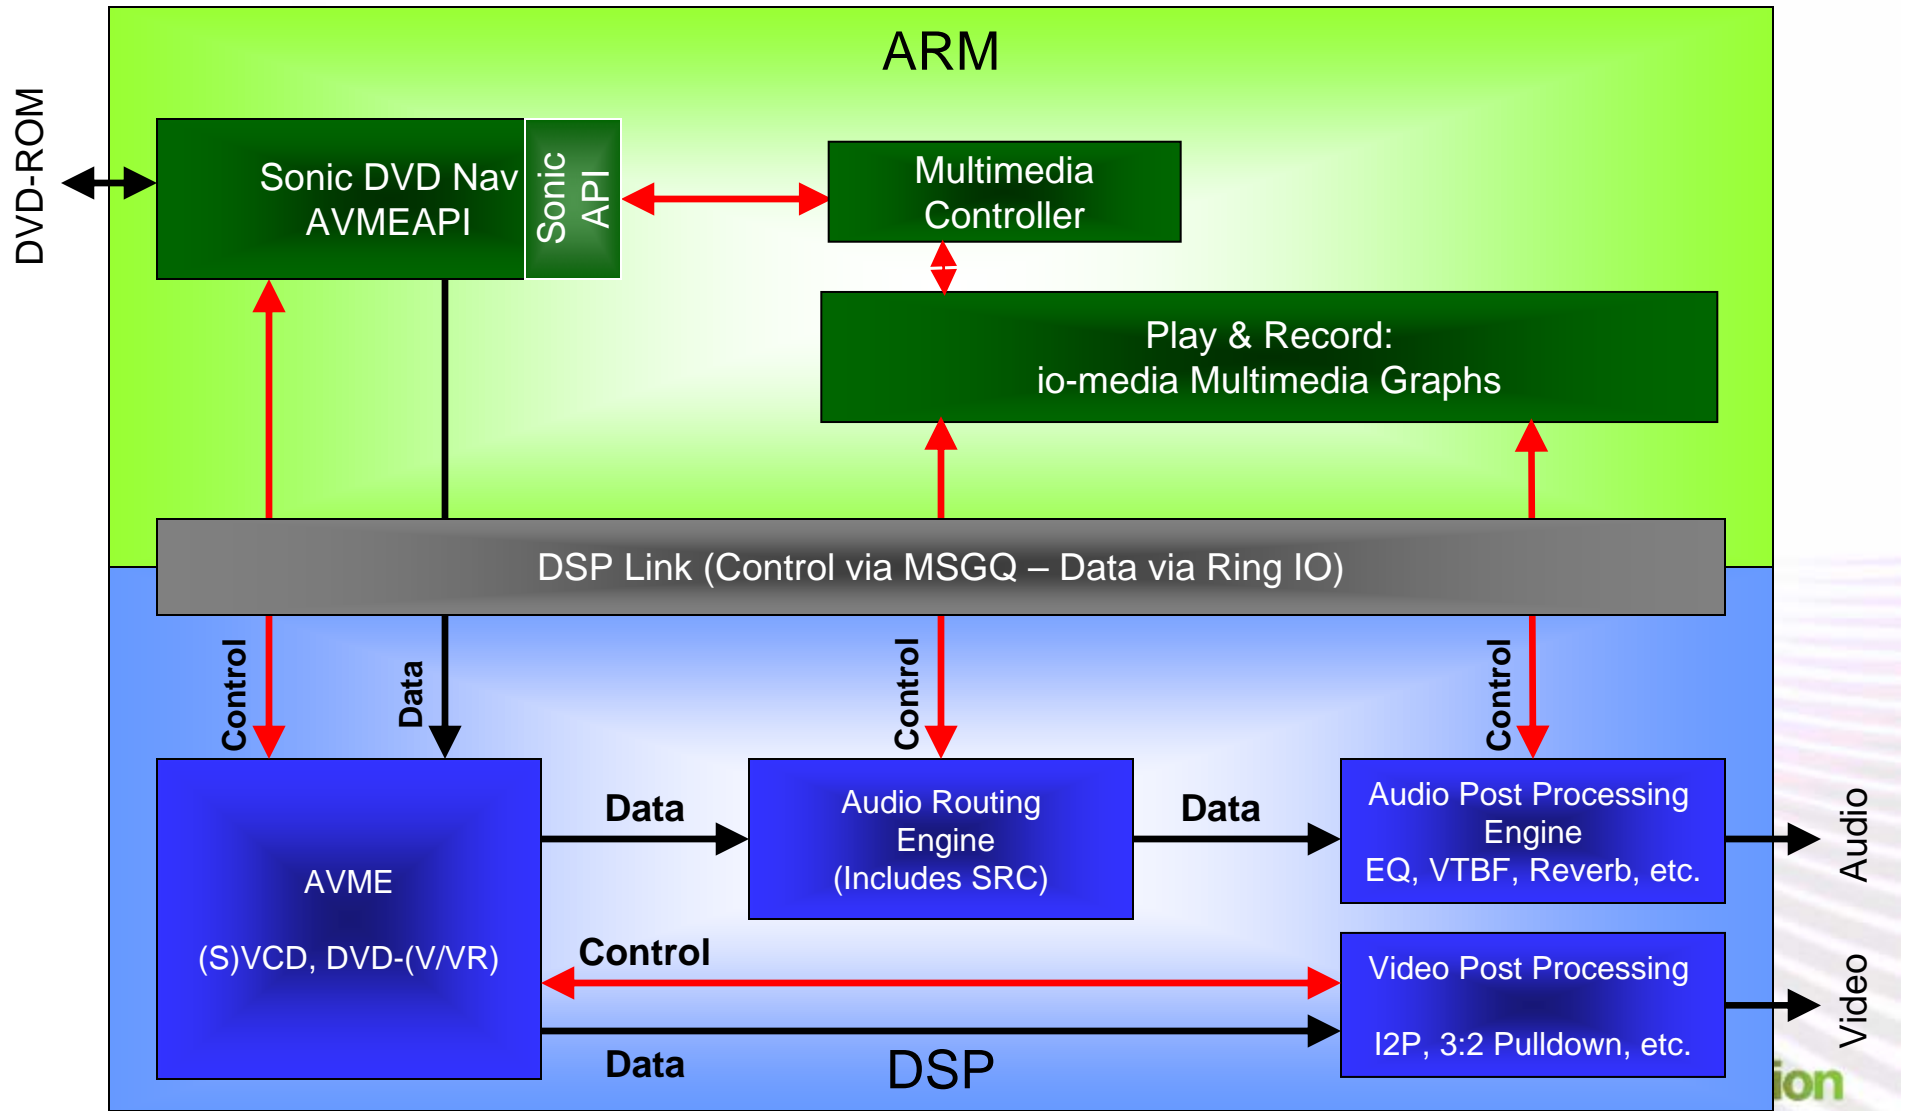 ARM
DVD-ROM
Sonic DVD Nav
AVMEAPI
Sonic
API
Multimedia
Controller
Play & Record:
io-media Multimedia Graphs
DSP Link (Control via MSGQ – Data via Ring IO)
Control
Data
Control
Control
AVME
(S)VCD, DVD-(V/VR)
Data
Audio Routing
Engine
(Includes SRC)
Data
Audio Post Processing
Engine
EQ, VTBF, Reverb, etc.
Audio
Control
Data
Video Post Processing
I2P, 3:2 Pulldown, etc.
Video
DSP
ion